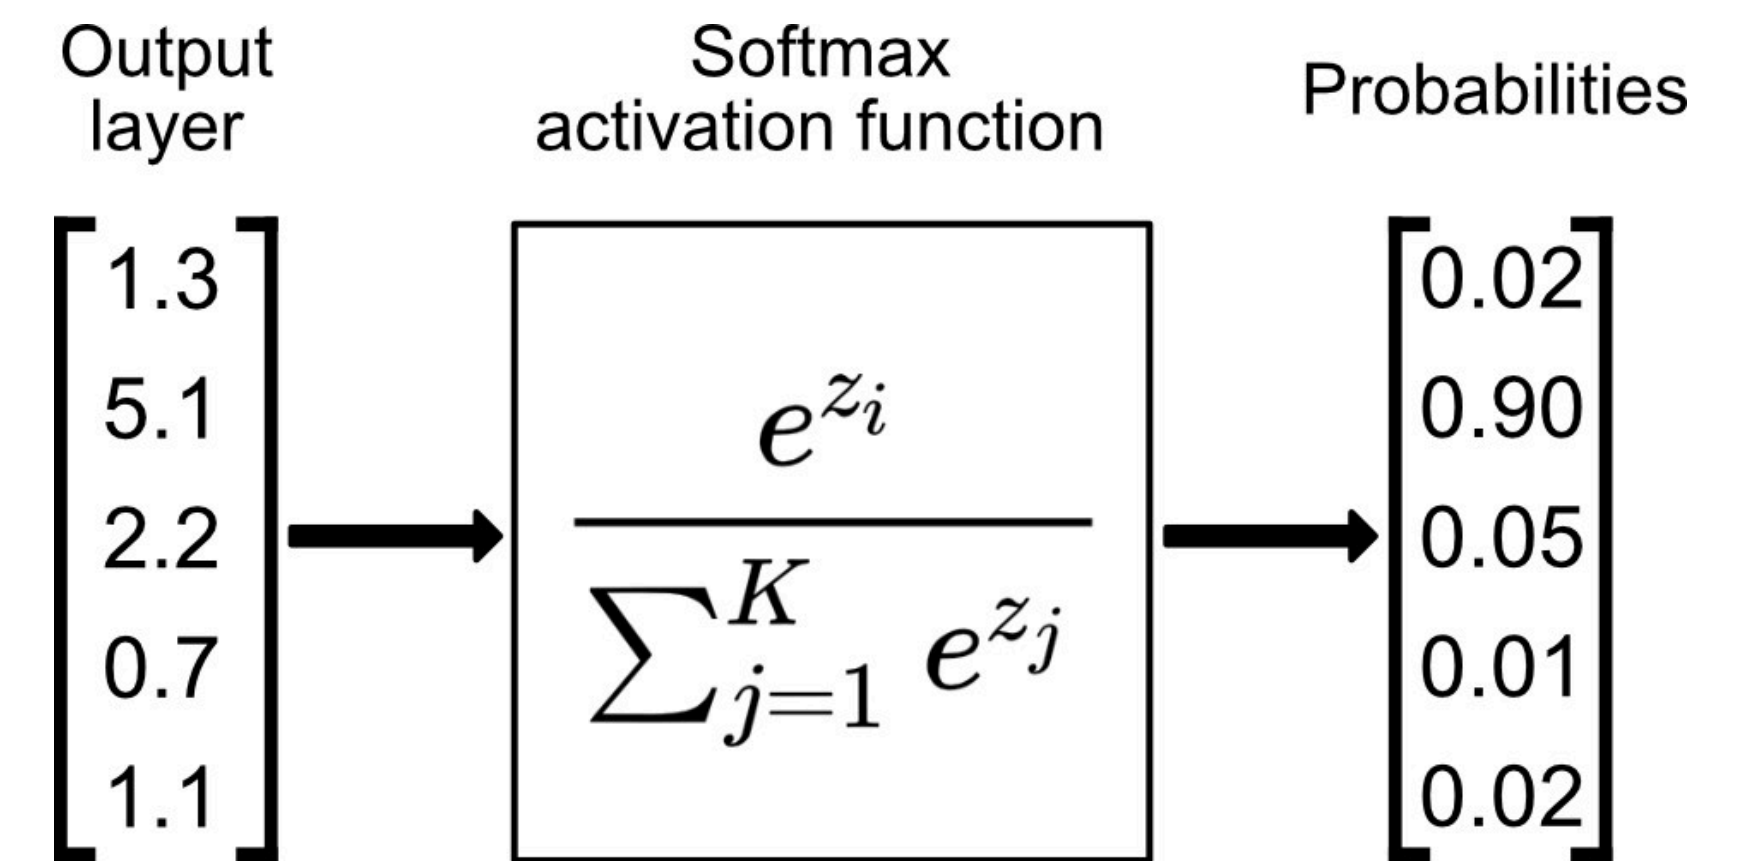 Output
layer
Softmax
activation function
Probabilities
1.3
5.1
2.2
0.7
1.1
e^{z_i}
∑_{j=1}^{K} e^{z_j}
0.02
0.90
0.05
0.01
0.02